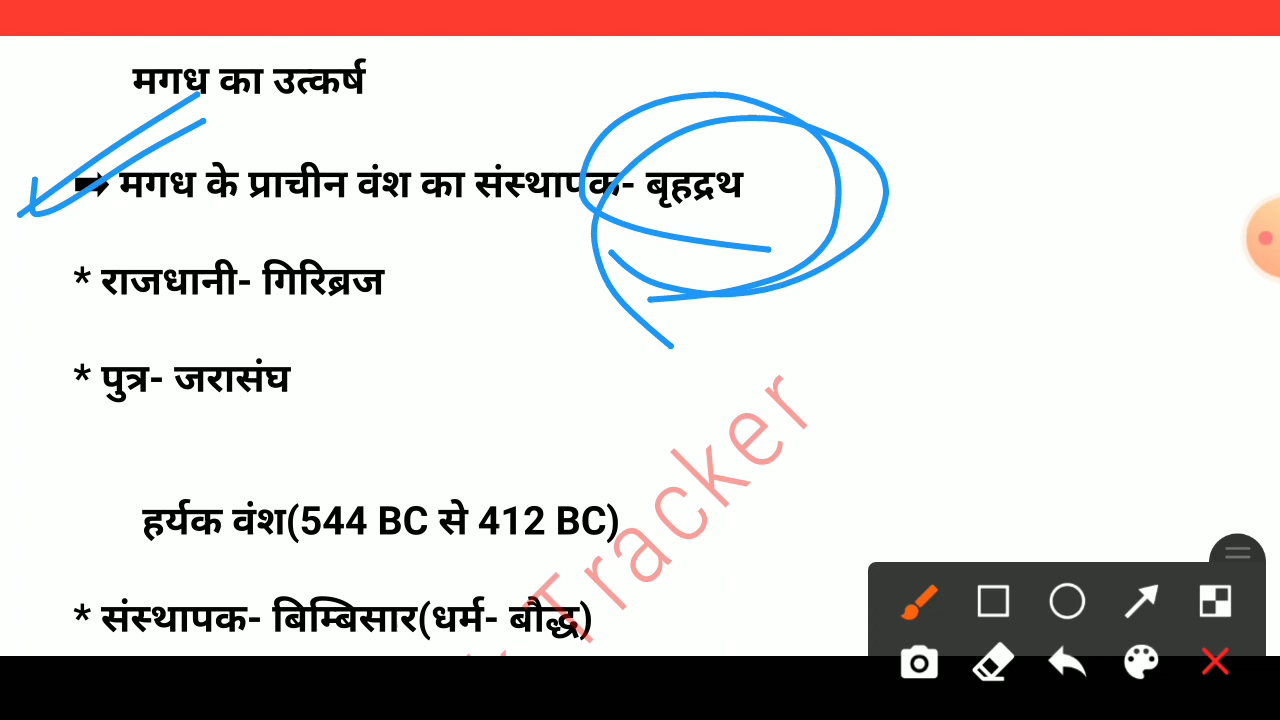 मगध का उत्कर्ष
➡ मगध के प्राचीन वंश का संस्थापक- बृहद्रथ
* राजधानी- गिरिब्रज
* पुत्र- जरासंघ
हर्यक वंश(544 BC से 412 BC)
* संस्थापक- बिम्बिसार(धर्म- बौद्ध)
Tracker